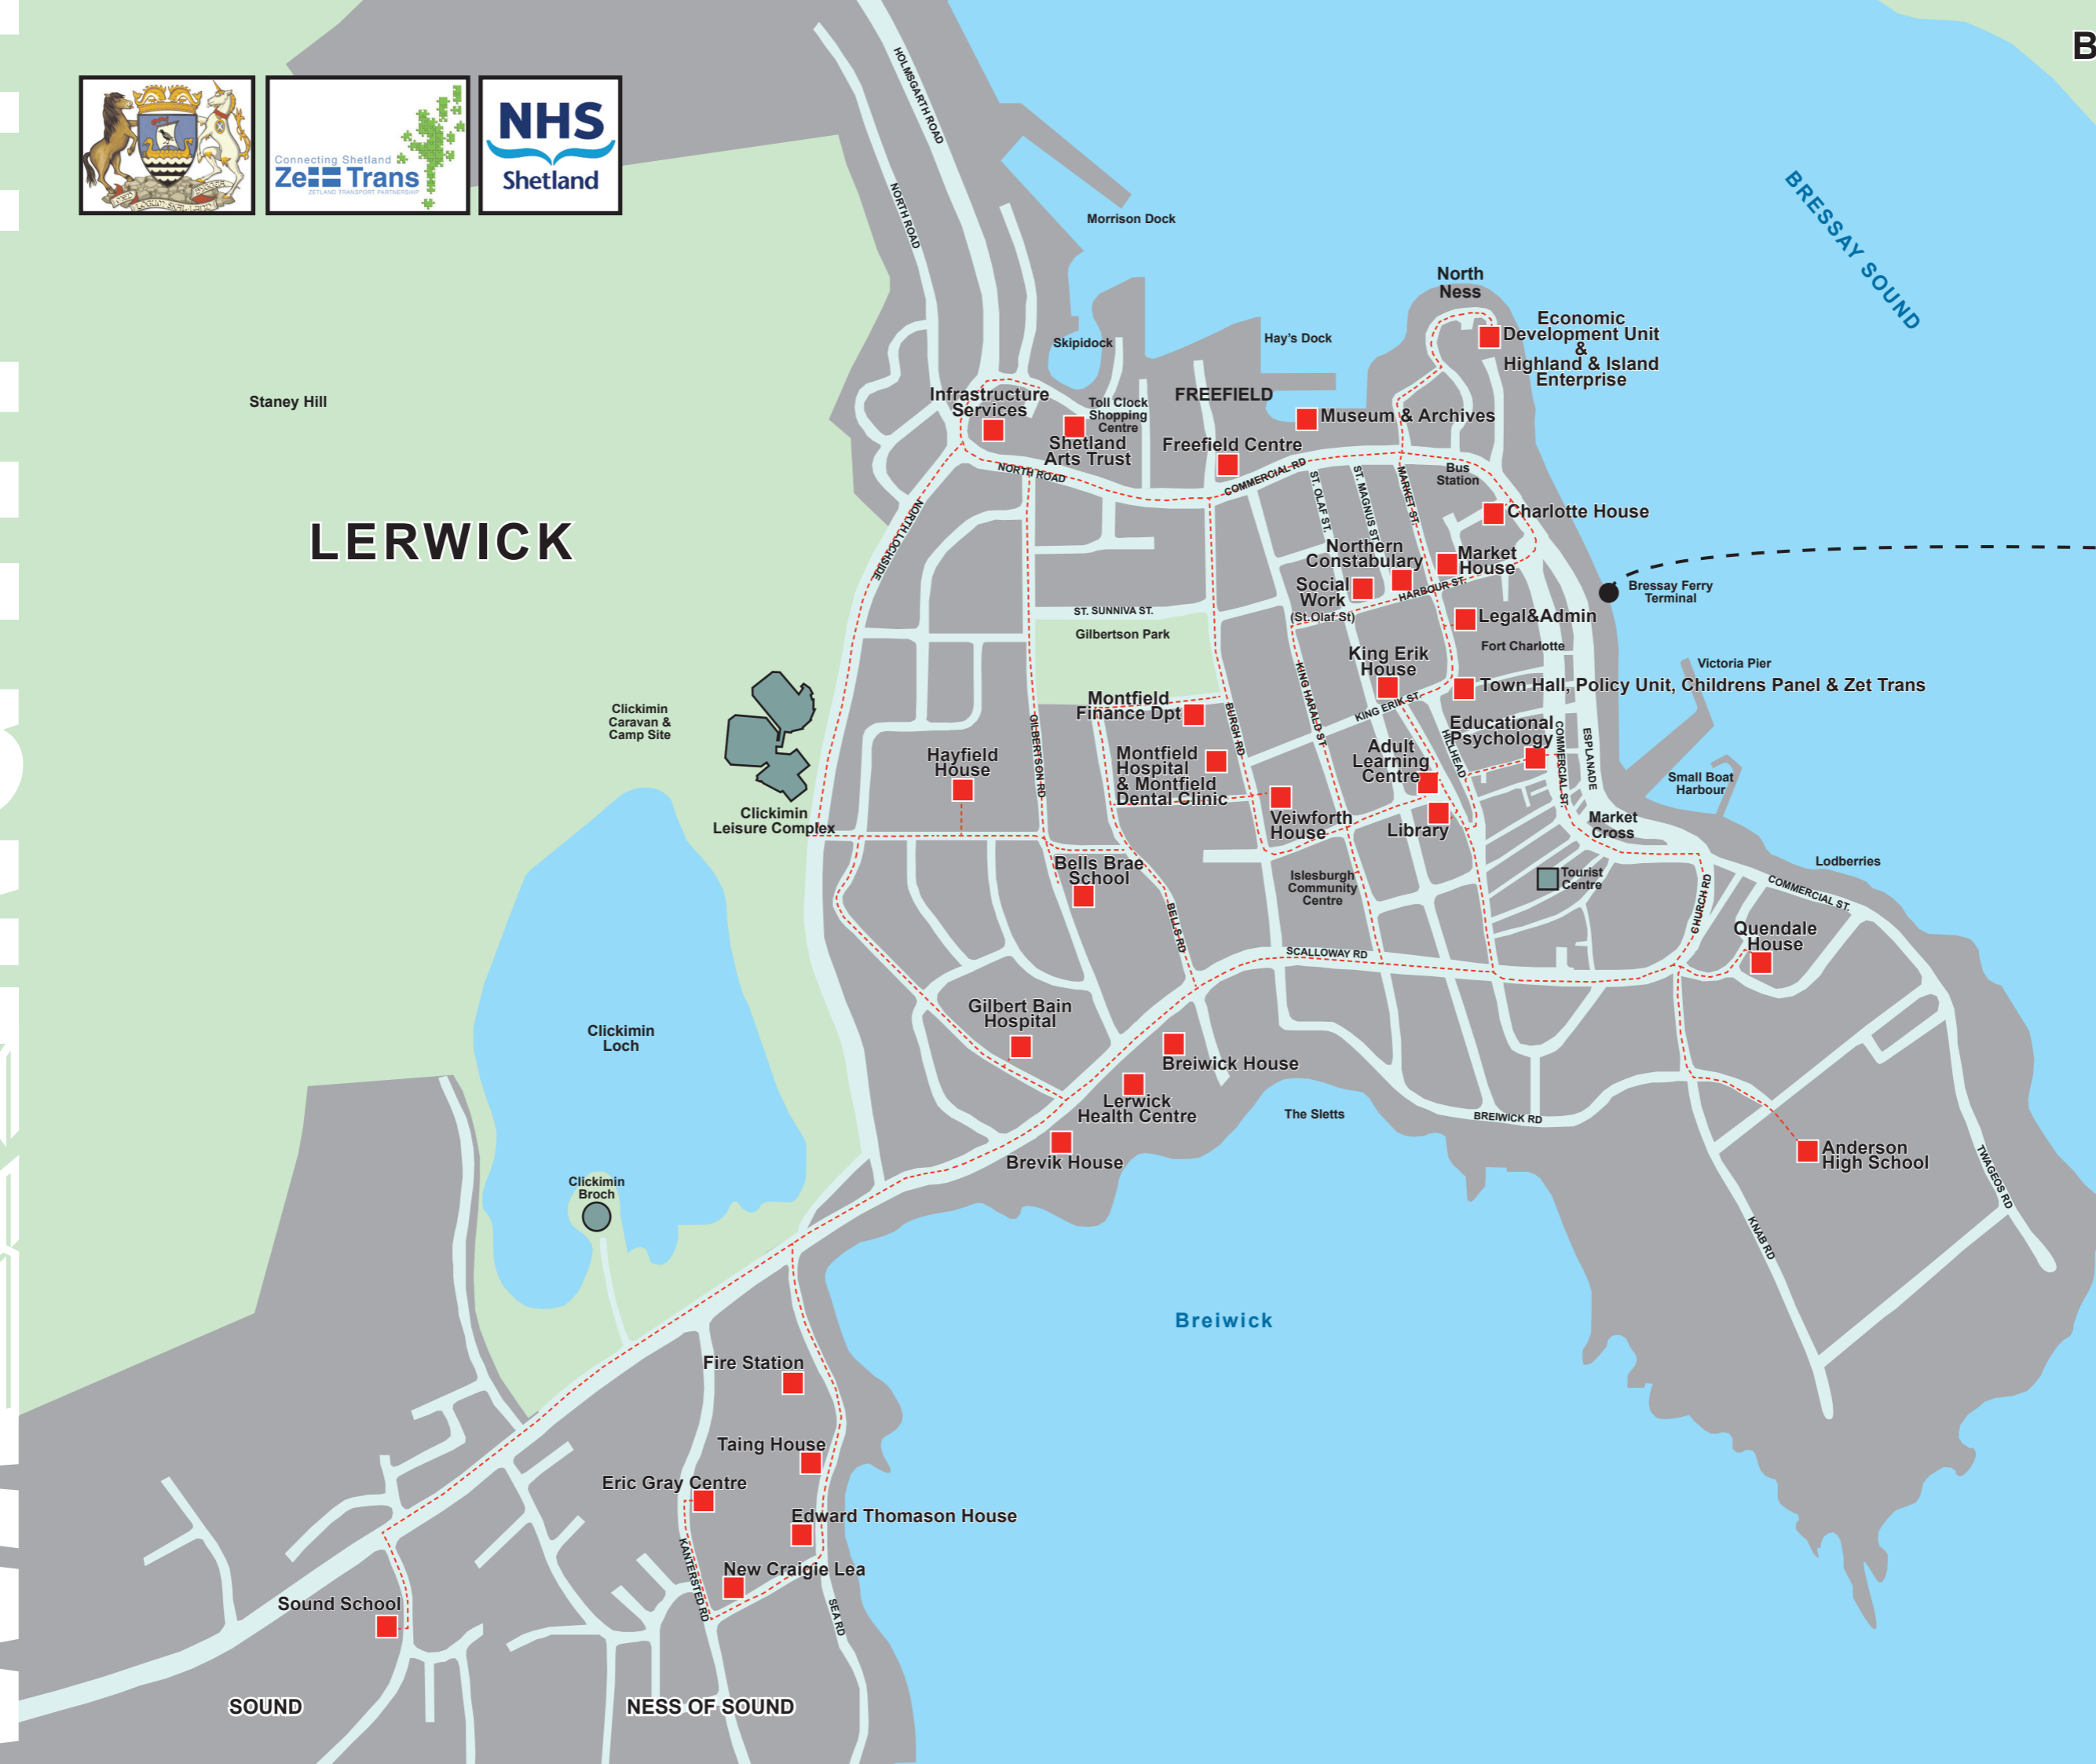 B
NHS
Shetland
Connecting Shetland
Ze Trans
ZETLAND TRANSPORT PARTNERSHIP
HOLMSGARTH ROAD
NORTH ROAD
Morrison Dock
BRESSAY SOUND
North
Ness
Economic
Development Unit
&
Highland & Island
Enterprise
Skipidock
Hay's Dock
Staney Hill
Infrastructure
Services
Toll Clock
Shopping
Centre
FREEFIELD
Museum & Archives
Shetland
Arts Trust
Freefield Centre
NORTH ROAD
COMMERCIAL RD
ST. OLAF ST.
ST. MAGNUS ST.
MARKET ST.
Bus
Station
Charlotte House
LERWICK
NORTH LOCHSIDE
Northern
Constabulary
Market
House
Social
Work
(St.Olaf St)
HARBOUR ST.
Bressay Ferry
Terminal
ST. SUNNIVA ST.
Gilbertson Park
Legal&Admin
Fort Charlotte
King Erik
House
Victoria Pier
Town Hall, Policy Unit, Childrens Panel & Zet Trans
KING HARALD ST
KING ERIK ST
Clickimin
Caravan &
Camp Site
Montfield
Finance Dpt
BURGH RD
GILBERTSON RD
Educational
Psychology
HILLHEAD
COMMERCIAL ST.
ESPLANADE
Hayfield
House
Montfield
Hospital
& Montfield
Dental Clinic
Adult
Learning
Centre
Small Boat
Harbour
Clickimin
Leisure Complex
Veiwforth
House
Library
Market
Cross
Bells Brae
School
Islesburgh
Community
Centre
Tourist
Centre
Lodberries
COMMERCIAL ST.
CHURCH RD
BELLS RD
Quendale
House
SCALLOWAY RD
Gilbert Bain
Hospital
Clickimin
Loch
Breiwick House
Lerwick
Health Centre
The Sletts
BREIWICK RD
Brevik House
Anderson
High School
TWAGEOS RD
KNAB RD
Clickimin
Broch
Breiwick
Fire Station
Taing House
Eric Gray Centre
Edward Thomason House
KANTERSTED RD
New Craigie Lea
SEA RD
Sound School
SOUND
NESS OF SOUND